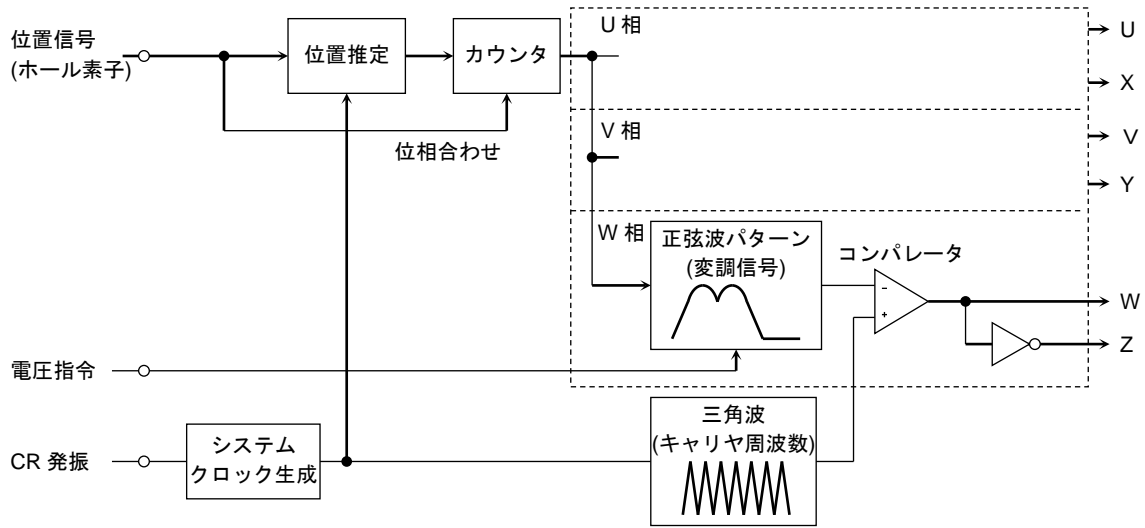 位置信号
(ホール素子)
位置推定
カウンタ
位相合わせ
U 相
V 相
W 相
正弦波パターン
(変調信号)
コンパレータ
-
+
U
X
V
Y
W
Z
電圧指令
CR 発振
システム
クロック生成
三角波
(キャリヤ周波数)